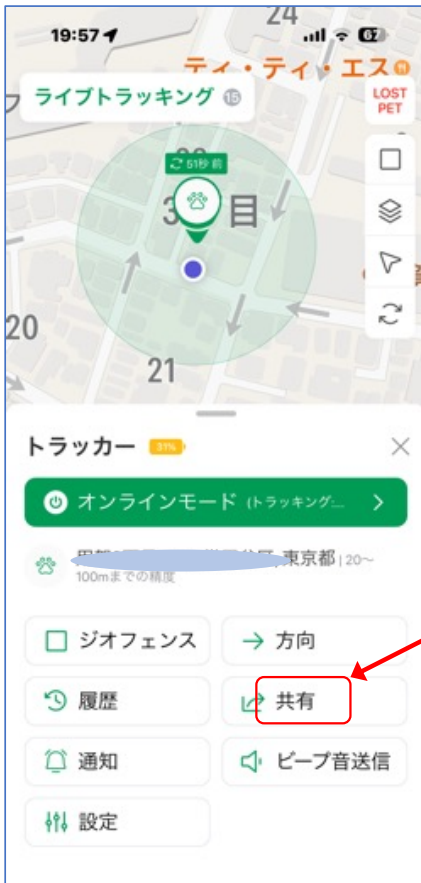 24
19:57
67
ティ・ティ・エス
ライブトラッキング 15
LOST
PET
51秒 前
3
目
20
21
トラッカー 31%
オンラインモード (トラッキング:...
東京都 | 20〜
100mまでの精度
ジオフェンス
方向
履歴
共有
通知
ビープ音送信
設定